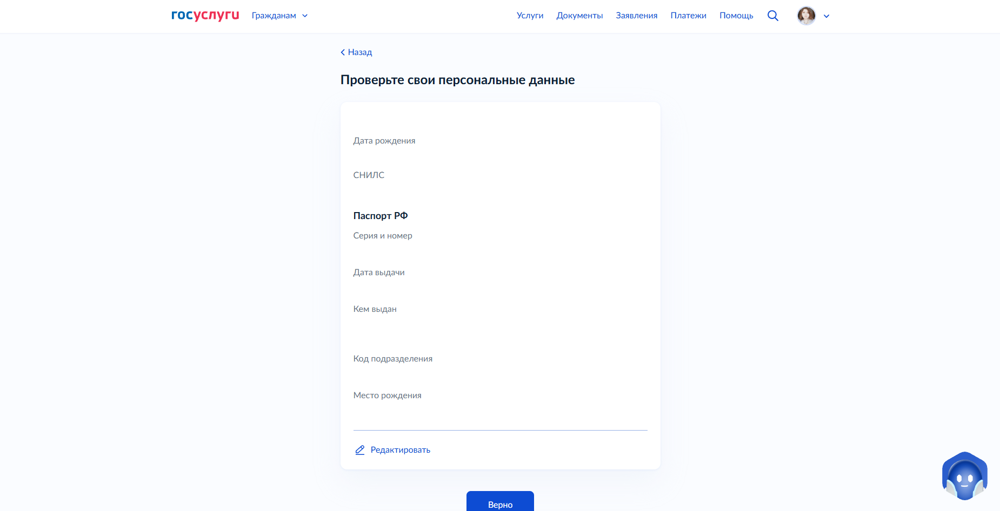 госуслуги Гражданам Услуги Документы Заявления Платежи Помощь
Назад
Проверьте свои персональные данные
Дата рождения
СНИЛС
Паспорт РФ
Серия и номер
Дата выдачи
Кем выдан
Код подразделения
Место рождения
Редактировать
Верно